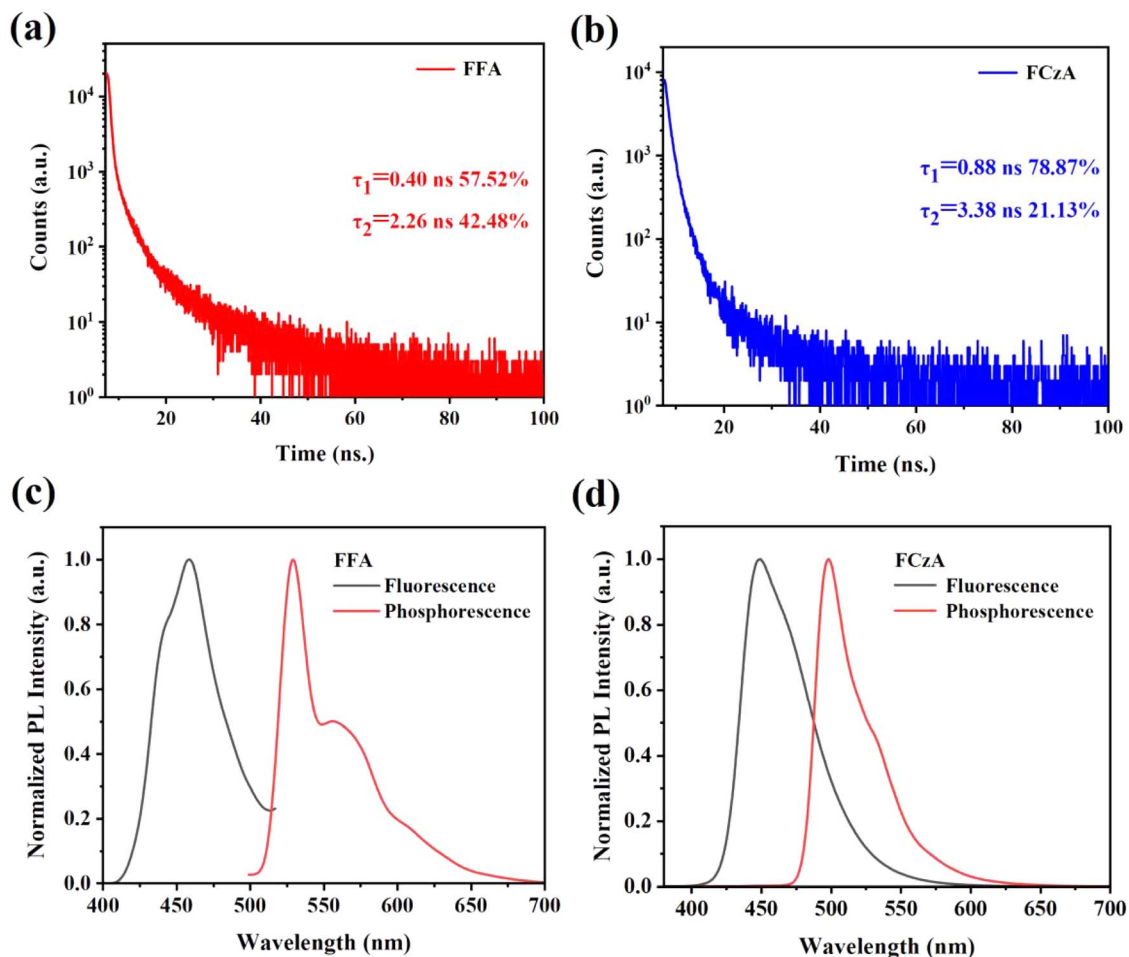 (a)
FFA
τ1=0.40 ns 57.52%
τ2=2.26 ns 42.48%
10^4
10^3
10^2
10^1
10^0
Counts (a.u.)
20 40 60 80 100
Time (ns.)
(b)
FCzA
τ1=0.88 ns 78.87%
τ2=3.38 ns 21.13%
10^4
10^3
10^2
10^1
10^0
Counts (a.u.)
20 40 60 80 100
Time (ns.)
(c)
FFA
Fluorescence
Phosphorescence
1.0
0.8
0.6
0.4
0.2
0.0
Normalized PL Intensity (a.u.)
400 450 500 550 600 650 700
Wavelength (nm)
(d)
FCzA
Fluorescence
Phosphorescence
1.0
0.8
0.6
0.4
0.2
0.0
Normalized PL Intensity (a.u.)
400 450 500 550 600 650 700
Wavelength (nm)